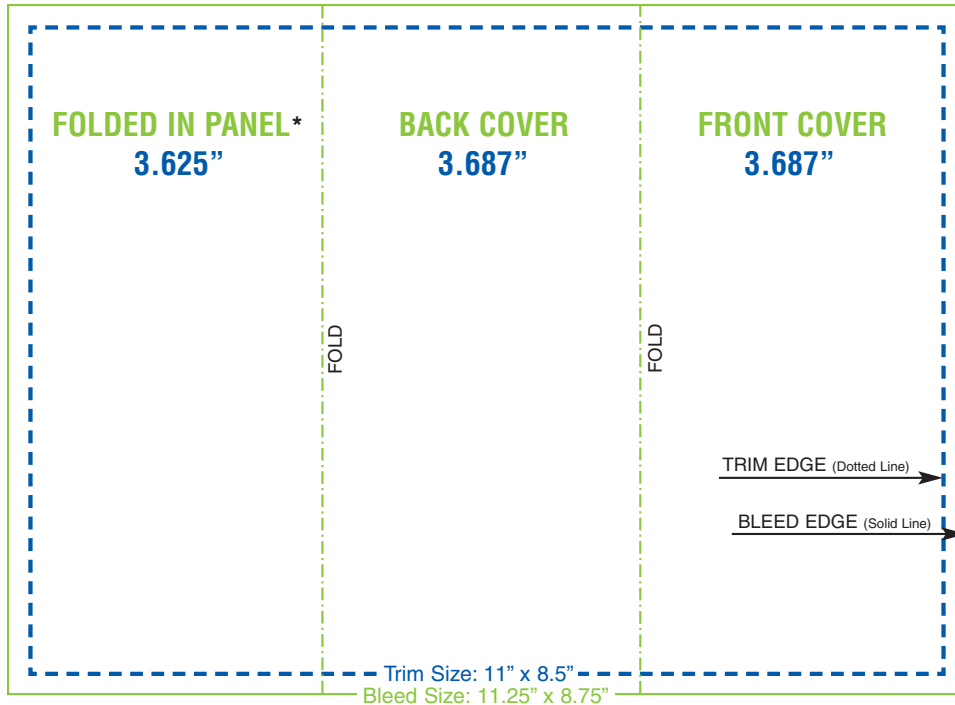 FOLDED IN PANEL*
3.625”
BACK COVER
3.687”
FRONT COVER
3.687”
FOLD
FOLD
TRIM EDGE (Dotted Line)
BLEED EDGE (Solid Line)
Trim Size: 11” x 8.5”
Bleed Size: 11.25” x 8.75”